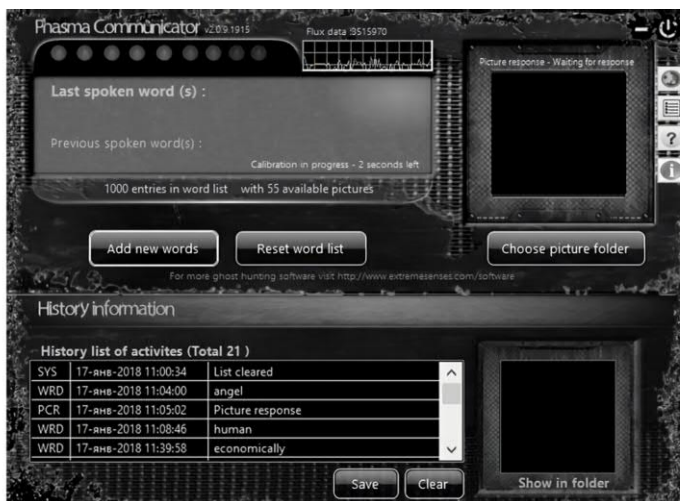 Phasma Communicator v2.0.9.1915
Flux data :3515970
Picture response - Waiting for response
Last spoken word (s) :
Previous spoken word(s) :
Calibration in progress - 2 seconds left
1000 entries in word list with 55 available pictures
Add new words
Reset word list
Choose picture folder
For more ghost hunting software visit http://www.extremesenses.com/software
History information
History list of activites (Total 21 )
SYS 17-янв-2018 11:00:34 List cleared
WRD 17-янв-2018 11:04:00 angel
PCR 17-янв-2018 11:05:02 Picture response
WRD 17-янв-2018 11:08:46 human
WRD 17-янв-2018 11:39:58 economically
Save
Clear
Show in folder
?
i